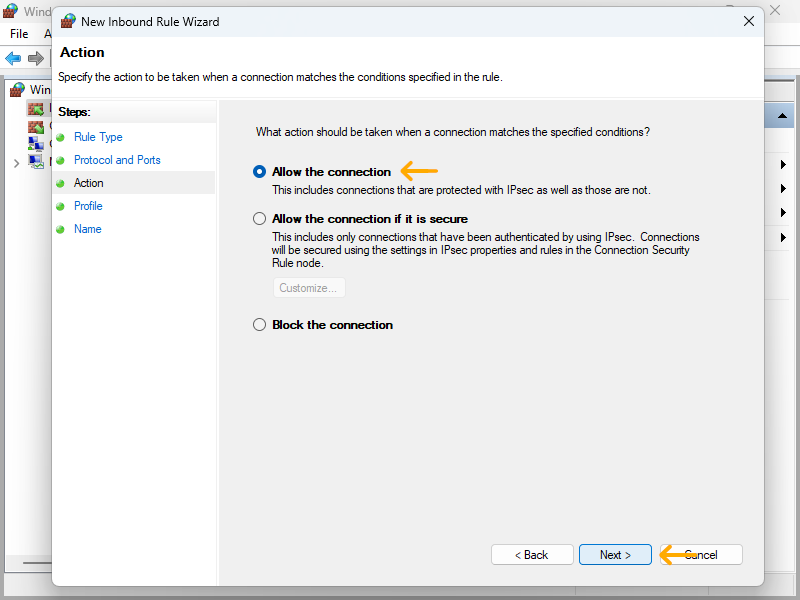 Wind
File
New Inbound Rule Wizard
Action
Specify the action to be taken when a connection matches the conditions specified in the rule.
Steps:
Rule Type
Protocol and Ports
Action
Profile
Name
What action should be taken when a connection matches the specified conditions?
Allow the connection
This includes connections that are protected with IPsec as well as those are not.
Allow the connection if it is secure
This includes only connections that have been authenticated by using IPsec. Connections
will be secured using the settings in IPsec properties and rules in the Connection Security
Rule node.
Customize...
Block the connection
< Back
Next >
Cancel